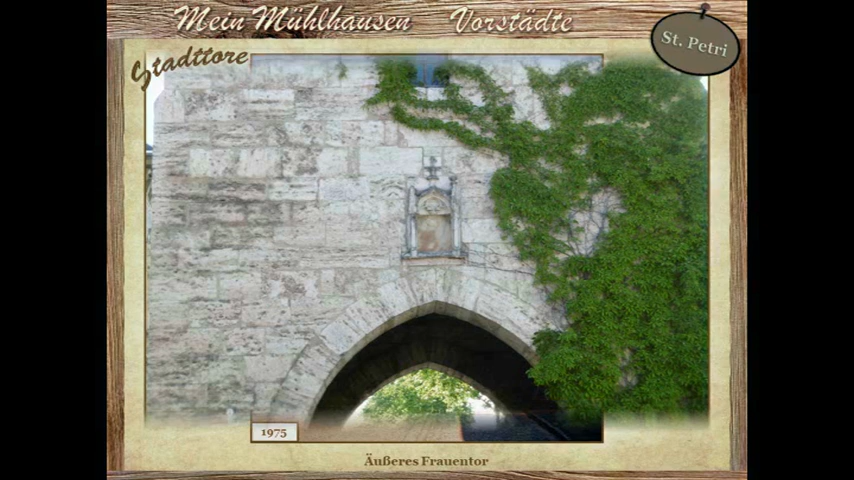 Mein Mühlhausen Vorstädte
St. Petri
Stadttore
1975
Äußeres Frauentor